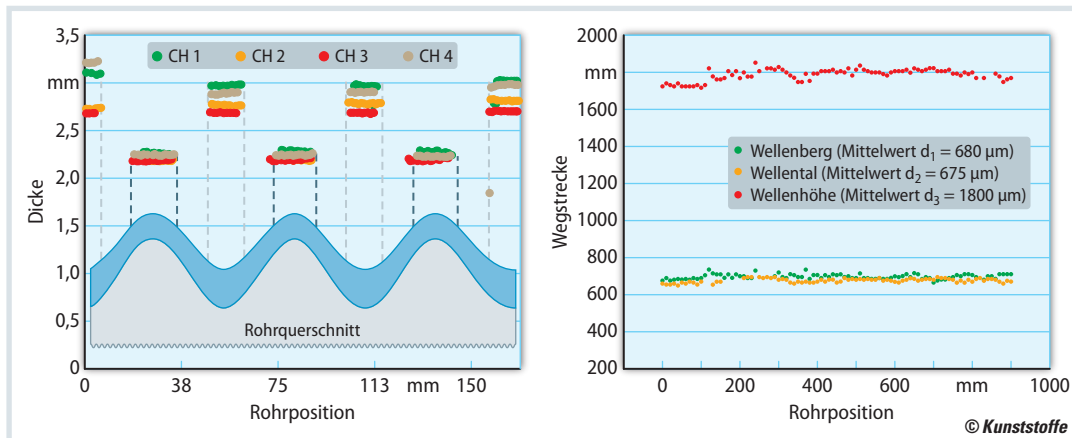 3,5
mm
2,5
2,0
1,5
1,0
0,5
0
Dicke
CH 1 CH 2 CH 3 CH 4
Rohrquerschnitt
0 38 75 113 mm 150
Rohrposition
2000
mm
1600
1400
1200
1000
800
600
400
200
Wegstrecke
Wellenberg (Mittelwert d₁ = 680 µm)
Wellental (Mittelwert d₂ = 675 µm)
Wellenhöhe (Mittelwert d₃ = 1800 µm)
0 200 400 600 mm 1000
Rohrposition
© Kunststoffe